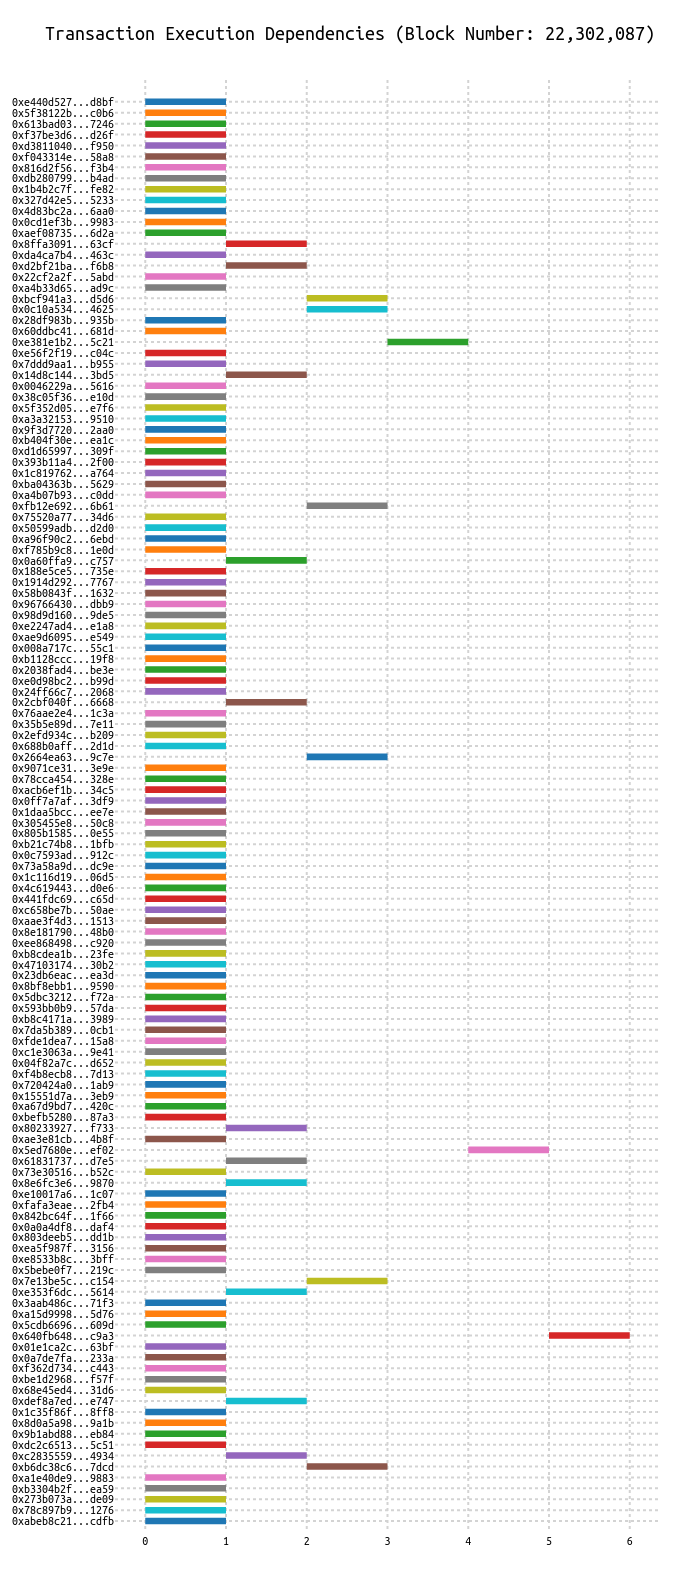 Transaction Execution Dependencies (Block Number: 22,302,087)
0xe440d527...d8bf
0x5f38122b...c0b6
0x613bad03...7246
0xf37be3d6...d26f
0xd3811040...f950
0xf043314e...58a8
0x816d2f56...f3b4
0xdb280799...b4ad
0x1b4b2c7f...fe82
0x327d42e5...5233
0x4d83bc2a...6aa0
0x0cd1ef3b...9983
0xaef08735...6d2a
0x8ffa3091...63cf
0xda4ca7b4...463c
0xd2bf21ba...f6b8
0x22cf2a2f...5abd
0xa4b33d65...ad9c
0xbcf941a3...d5d6
0x0c10a534...4625
0x28df983b...935b
0x60ddbc41...681d
0xe381e1b2...5c21
0xe56f2f19...c04c
0x7ddd9aa1...b955
0x14d8c144...3bd5
0x0046229a...5616
0x38c05f36...e10d
0x5f352d05...e7f6
0xa3a32153...9510
0x9f3d7720...2aa0
0xb404f30e...ea1c
0xd1d65997...309f
0x393b11a4...2f00
0x1c819762...a764
0xba04363b...5629
0xa4b07b93...c0dd
0xfb12e692...6b61
0x75520a77...34d6
0x50599adb...d2d0
0xa96f90c2...6ebd
0xf785b9c8...1e0d
0x0a60ffa9...c757
0x188e5ce5...735e
0x1914d292...7767
0x58b0843f...1632
0x96766430...dbb9
0x98d9d160...9de5
0xe2247ad4...e1a8
0xae9d6095...e549
0x008a717c...55c1
0xb1128ccc...19f8
0x2038fad4...be3e
0xe0d98bc2...b99d
0x24ff66c7...2068
0x2cbf040f...6668
0x76aae2e4...1c3a
0x35b5e89d...7e11
0x2efd934c...b209
0x688b0aff...2d1d
0x2664ea63...9c7e
0x9071ce31...3e9e
0x78cca454...328e
0xacb6ef1b...34c5
0x0ff7a7af...3df9
0x1daa5bcc...ee7e
0x305455e8...50c8
0x805b1585...0e55
0xb21c74b8...1bfb
0x0c7593ad...912c
0x73a58a9d...dc9e
0x1c116d19...06d5
0x4c619443...d0e6
0x441fdc69...c65d
0xc658be7b...50ae
0xaae3f4d3...1513
0x8e181790...48b0
0xee868498...c920
0xb8cdea1b...23fe
0x47103174...30b2
0x23db6eac...ea3d
0x8bf8ebb1...9590
0x5dbc3212...f72a
0x593bb0b9...57da
0xb8c4171a...3989
0x7da5b389...0cb1
0xfde1dea7...15a8
0xc1e3063a...9e41
0x04f82a7c...d652
0xf4b8ecb8...7d13
0x720424a0...1ab9
0x15551d7a...3eb9
0xa67d9bd7...420c
0xbefb5280...87a3
0x80233927...f733
0xae3e81cb...4b8f
0x5ed7680e...ef02
0x61831737...d7e5
0x73e30516...b52c
0x8e6fc3e6...9870
0xe10017a6...1c07
0xfafa3eae...2fb4
0x842bc64f...1f66
0x0a0a4df8...daf4
0x803deeb5...dd1b
0xea5f987f...3156
0xe8533b8c...3bff
0x5bebe0f7...219c
0x7e13be5c...c154
0xe353f6dc...5614
0x3aab486c...71f3
0xa15d9998...5d76
0x5cdb6696...609d
0x640fb648...c9a3
0x01e1ca2c...63bf
0x0a7de7fa...233a
0xf362d734...c443
0xbe1d2968...f57f
0x68e45ed4...31d6
0xdef8a7ed...e747
0x1c35f86f...8ff8
0x8d0a5a98...9a1b
0x9b1abd88...eb84
0xdc2c6513...5c51
0xc2835559...4934
0xb6dc38c6...7dcd
0xa1e40de9...9883
0xb3304b2f...ea59
0x273b073a...de09
0x78c897b9...1276
0xabeb8c21...cdfb
0 1 2 3 4 5 6